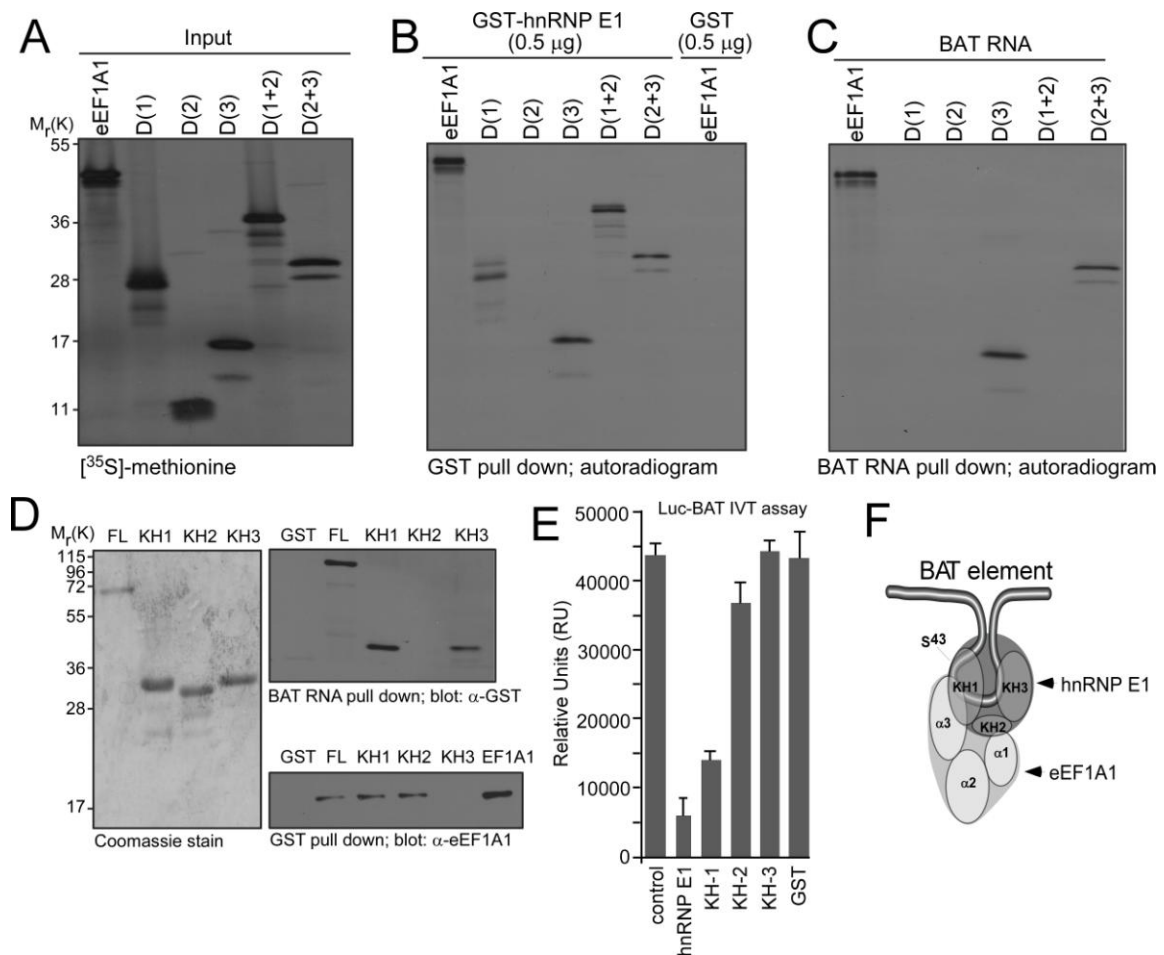 A
Input
eEF1A1 D(1) D(2) D(3) D(1+2) D(2+3)
Mr(K)
55
36
28
17
11
[35S]-methionine
B
GST-hnRNP E1 GST
(0.5 μg) (0.5 μg)
eEF1A1 D(1) D(2) D(3) D(1+2) D(2+3) eEF1A1
GST pull down; autoradiogram
C
BAT RNA
eEF1A1 D(1) D(2) D(3) D(1+2) D(2+3)
BAT RNA pull down; autoradiogram
D
Mr(K) FL KH1 KH2 KH3
115
96
72
55
36
28
17
Coomassie stain
GST FL KH1 KH2 KH3
BAT RNA pull down; blot: α-GST
GST FL KH1 KH2 KH3 EF1A1
GST pull down; blot: α-eEF1A1
E
Luc-BAT IVT assay
Relative Units (RU)
50000
40000
30000
20000
10000
0
control hnRNP E1 KH-1 KH-2 KH-3 GST
F
BAT element
S43
KH1 KH3 hnRNP E1
KH2
α3 α1
α2 eEF1A1